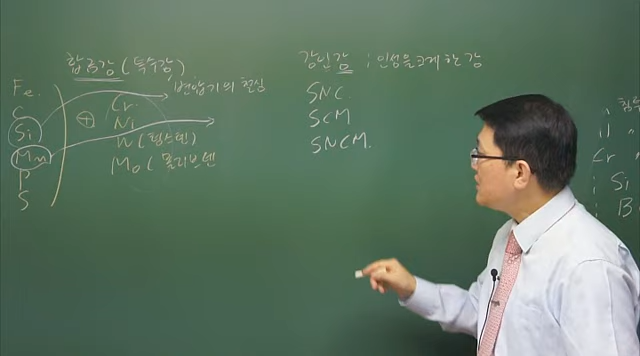 합금강 (특수강)
변압기의 철심
Fe.
C
Si
Mn
P
S
⊕
Cr.
Ni
W (텅스텐)
Mo (몰리브덴
강인강 ; 인성을 크게 한 강
SNC.
SCM
SNCM.
Cr
Si
B